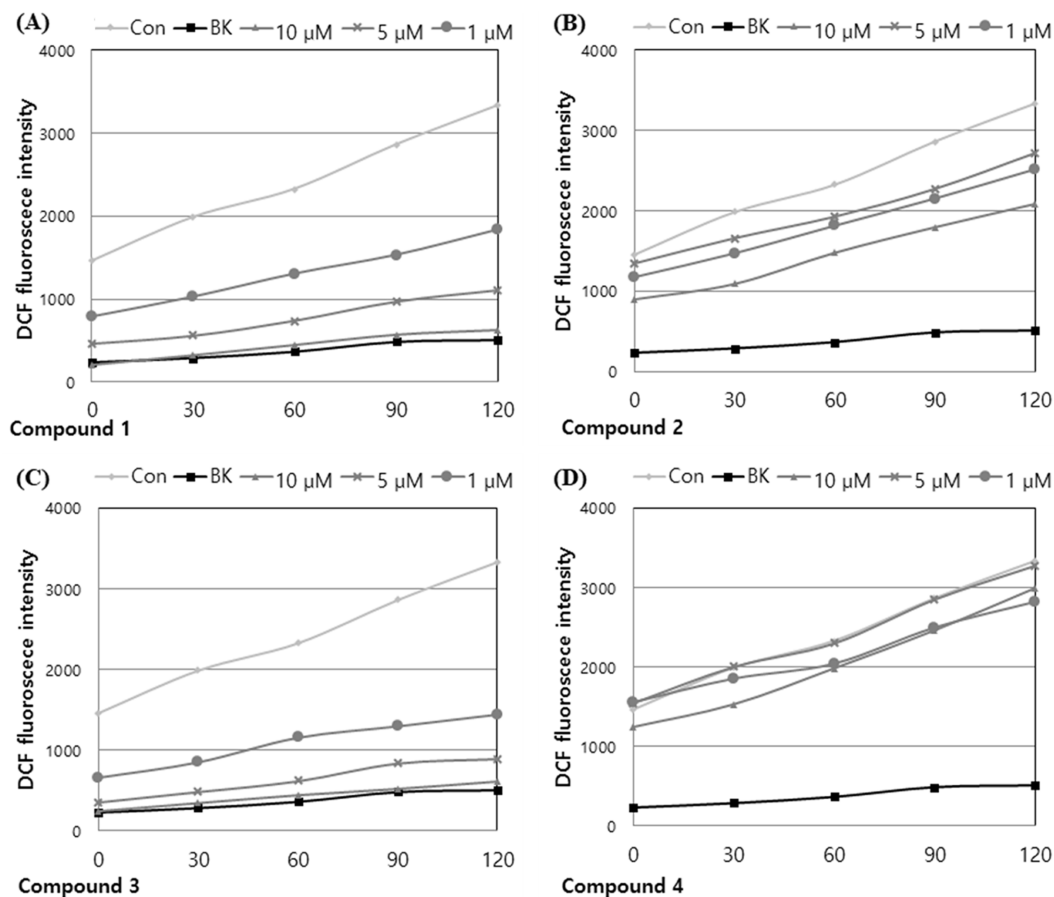 (A)
Con BK 10 μM 5 μM 1 μM
DCF fluoroscece intensity
4000
3000
2000
1000
0
0 30 60 90 120
Compound 1
(B)
Con BK 10 μM 5 μM 1 μM
DCF fluoroscece intensity
4000
3000
2000
1000
0
0 30 60 90 120
Compound 2
(C)
Con BK 10 μM 5 μM 1 μM
DCF fluoroscece intensity
4000
3000
2000
1000
0
0 30 60 90 120
Compound 3
(D)
Con BK 10 μM 5 μM 1 μM
DCF fluoroscece intensity
4000
3000
2000
1000
0
0 30 60 90 120
Compound 4